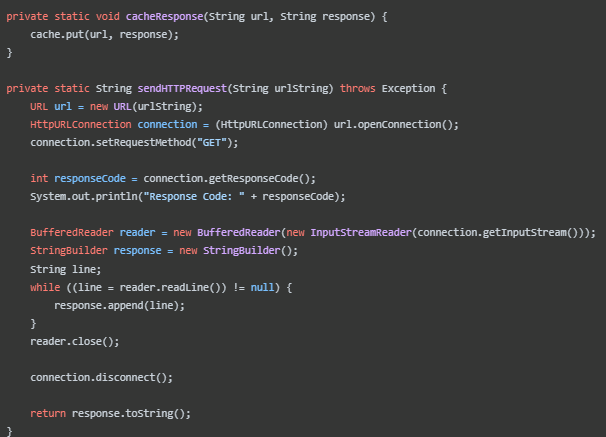 private static void cacheResponse(String url, String response) {
    cache.put(url, response);
}

private static String sendHTTPRequest(String urlString) throws Exception {
    URL url = new URL(urlString);
    HttpURLConnection connection = (HttpURLConnection) url.openConnection();
    connection.setRequestMethod("GET");

    int responseCode = connection.getResponseCode();
    System.out.println("Response Code: " + responseCode);

    BufferedReader reader = new BufferedReader(new InputStreamReader(connection.getInputStream()));
    StringBuilder response = new StringBuilder();
    String line;
    while ((line = reader.readLine()) != null) {
        response.append(line);
    }
    reader.close();

    connection.disconnect();

    return response.toString();
}